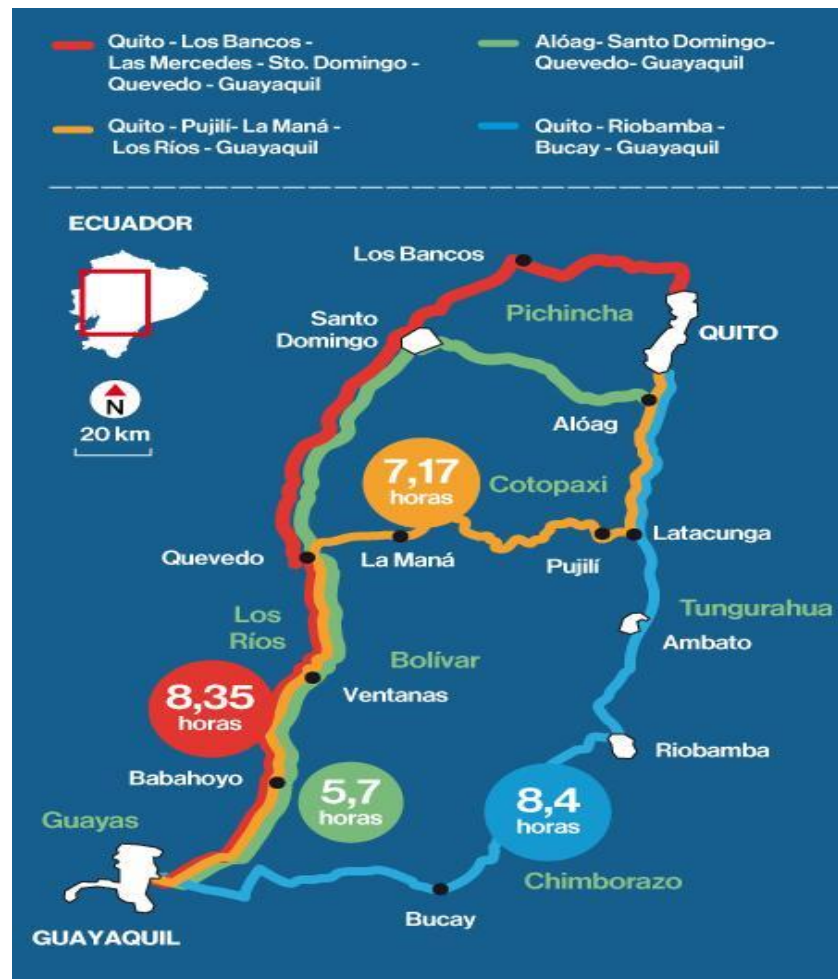 Quito - Los Bancos -
Las Mercedes - Sto. Domingo -
Quevedo - Guayaquil
Alóag- Santo Domingo-
Quevedo- Guayaquil
Quito - Pujilí- La Maná -
Los Ríos - Guayaquil
Quito - Riobamba -
Bucay - Guayaquil
ECUADOR
N
20 km
Los Bancos
Pichincha
Santo
Domingo
QUITO
Alóag
7,17
horas
Cotopaxi
Quevedo
La Maná
Pujilí
Latacunga
Los
Ríos
Tungurahua
Ambato
Bolívar
Ventanas
8,35
horas
Riobamba
Babahoyo
5,7
horas
8,4
horas
Guayas
Chimborazo
Bucay
GUAYAQUIL